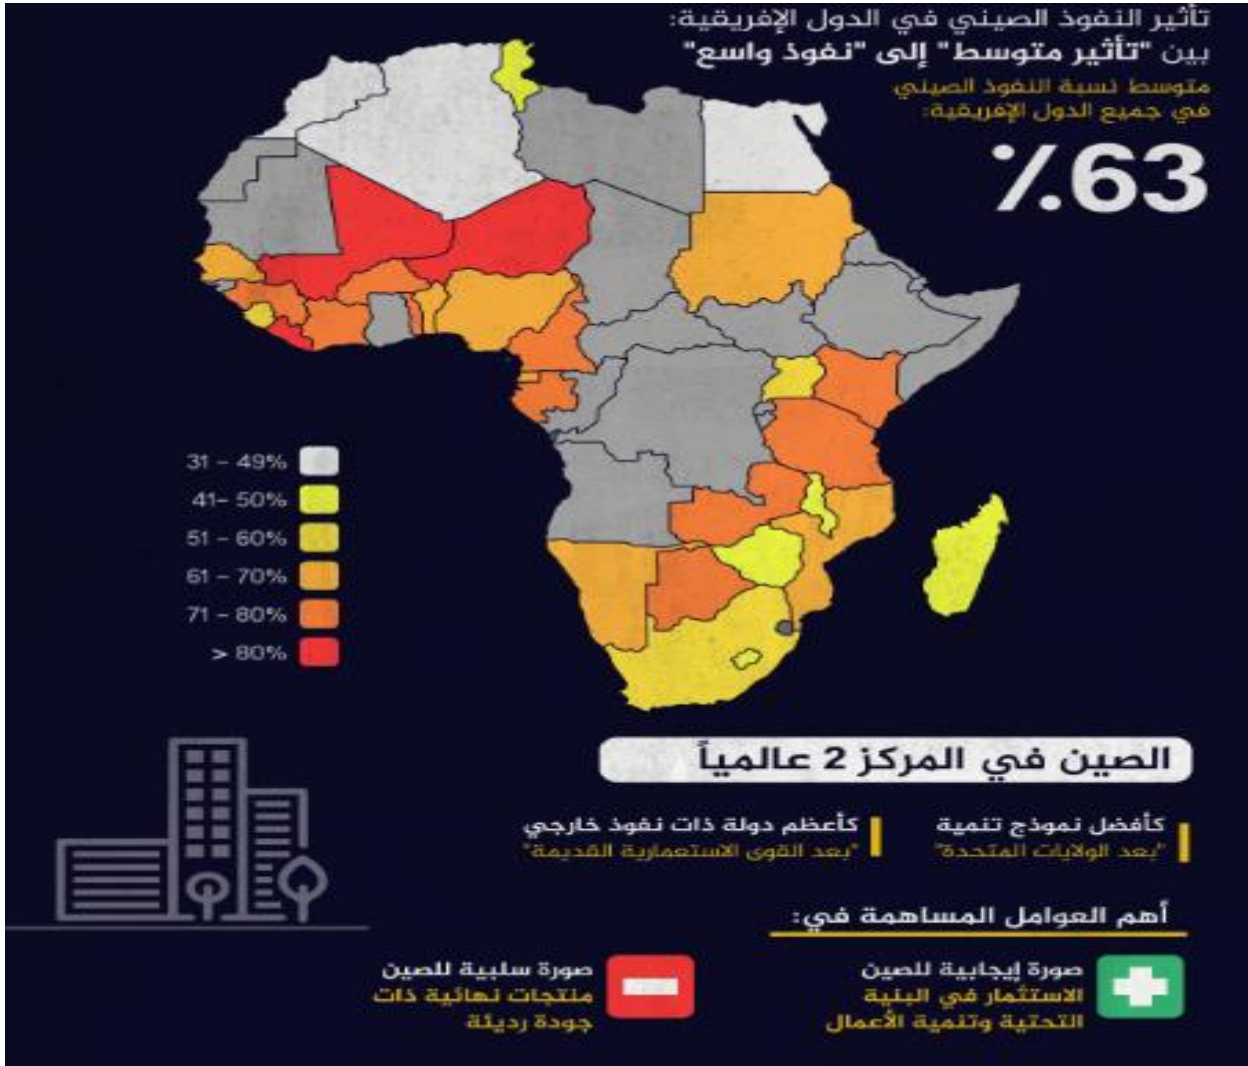 تأثير النفوذ الصيني في الدول الإفريقية:
بين "تأثير متوسط" إلى "نفوذ واسع"
متوسط نسبة النفوذ الصيني
في جميع الدول الإفريقية:
٪63
31 – 49%
41– 50%
51 – 60%
61 – 70%
71 – 80%
> 80%
الصين في المركز 2 عالمياً
كأفضل نموذج تنمية
"بعد الولايات المتحدة"
كأعظم دولة ذات نفوذ خارجي
"بعد القوى الاستعمارية القديمة"
أهم العوامل المساهمة في:
صورة إيجابية للصين
الاستثمار في البنية
التحتية وتنمية الأعمال
صورة سلبية للصين
منتجات نهائية ذات
جودة رديئة